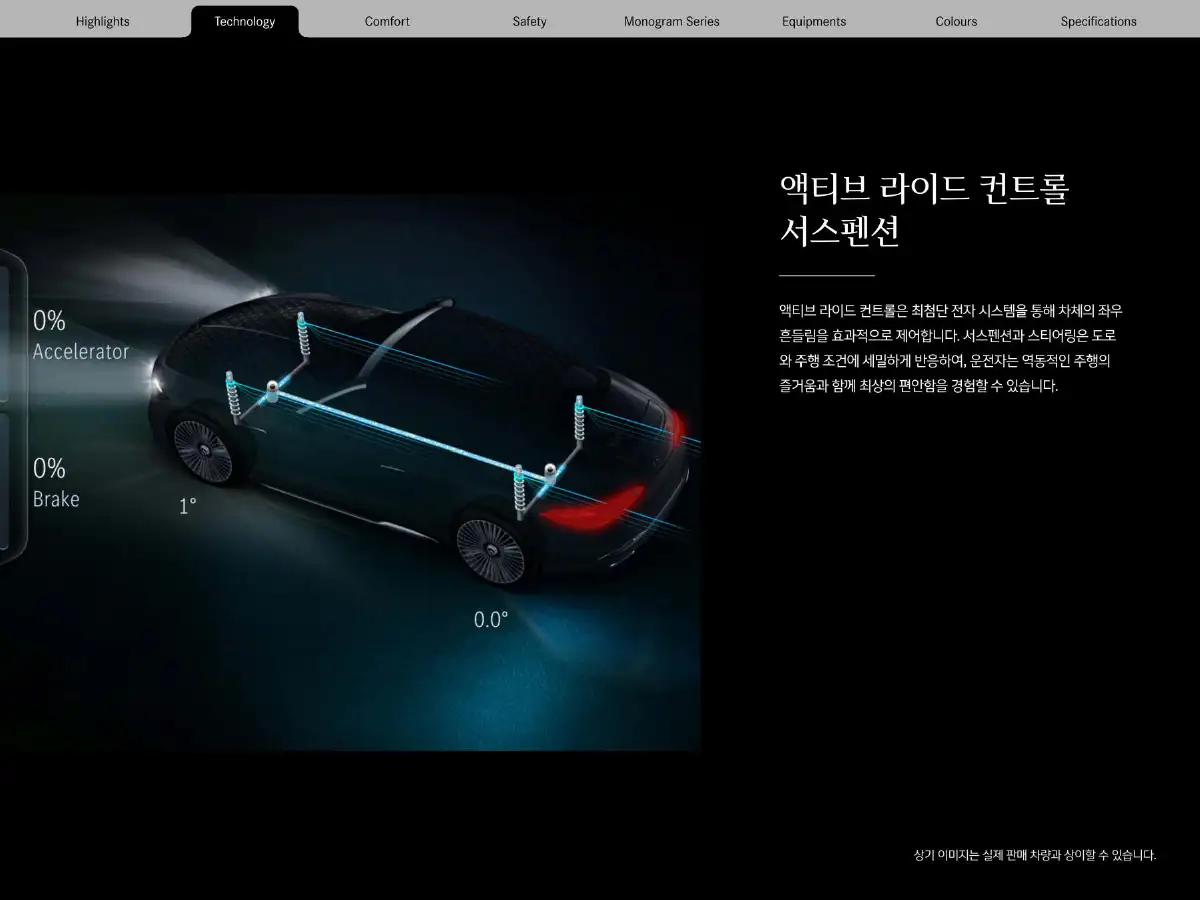 Highlights
Technology
Comfort
Safety
Monogram Series
Equipments
Colours
Specifications
액티브 라이드 컨트롤
서스펜션
액티브 라이드 컨트롤은 최첨단 전자 시스템을 통해 차체의 좌우
흔들림을 효과적으로 제어합니다. 서스펜션과 스티어링은 도로
와 주행 조건에 세밀하게 반응하여, 운전자는 역동적인 주행의
즐거움과 함께 최상의 편안함을 경험할 수 있습니다.
0%
Accelerator
0%
Brake
1°
0.0°
상기 이미지는 실제 판매 차량과 상이할 수 있습니다.